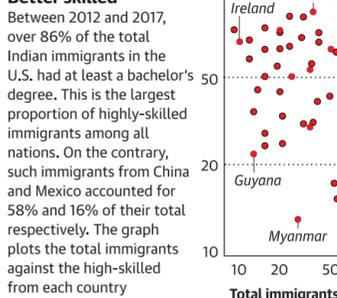 Better skilled
Between 2012 and 2017,
over 86% of the total
Indian immigrants in the
U.S. had at least a bachelor's
degree. This is the largest
proportion of highly-skilled
immigrants among all
nations. On the contrary,
such immigrants from China
and Mexico accounted for
58% and 16% of their total
respectively. The graph
plots the total immigrants
against the high-skilled
from each country
Ireland
50
20
Guyana
Myanmar
10
10 20 50
Total immigrants